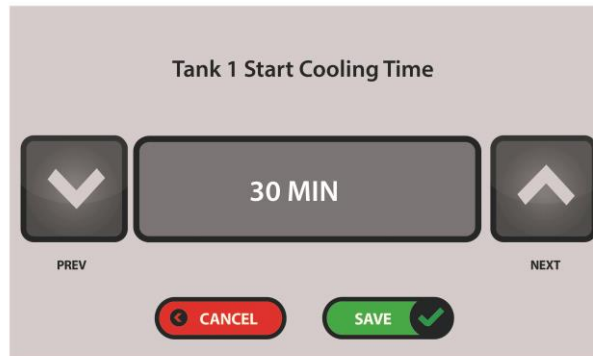 Tank 1 Start Cooling Time
30 MIN
PREV
NEXT
CANCEL
SAVE